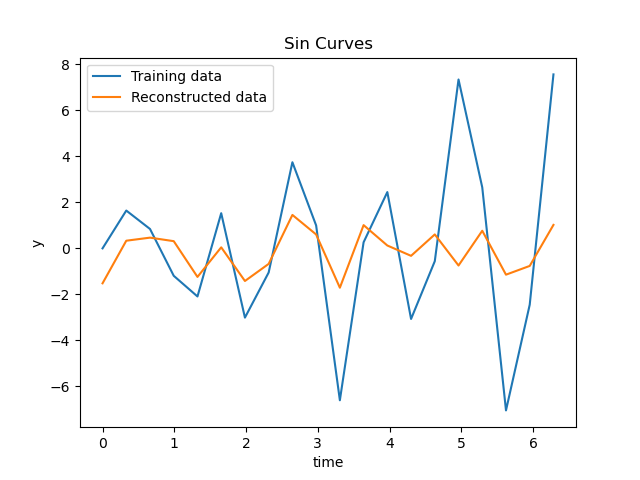 Sin Curves
Training data
Reconstructed data
8
6
4
2
0
−2
−4
−6
y
0 1 2 3 4 5 6
time